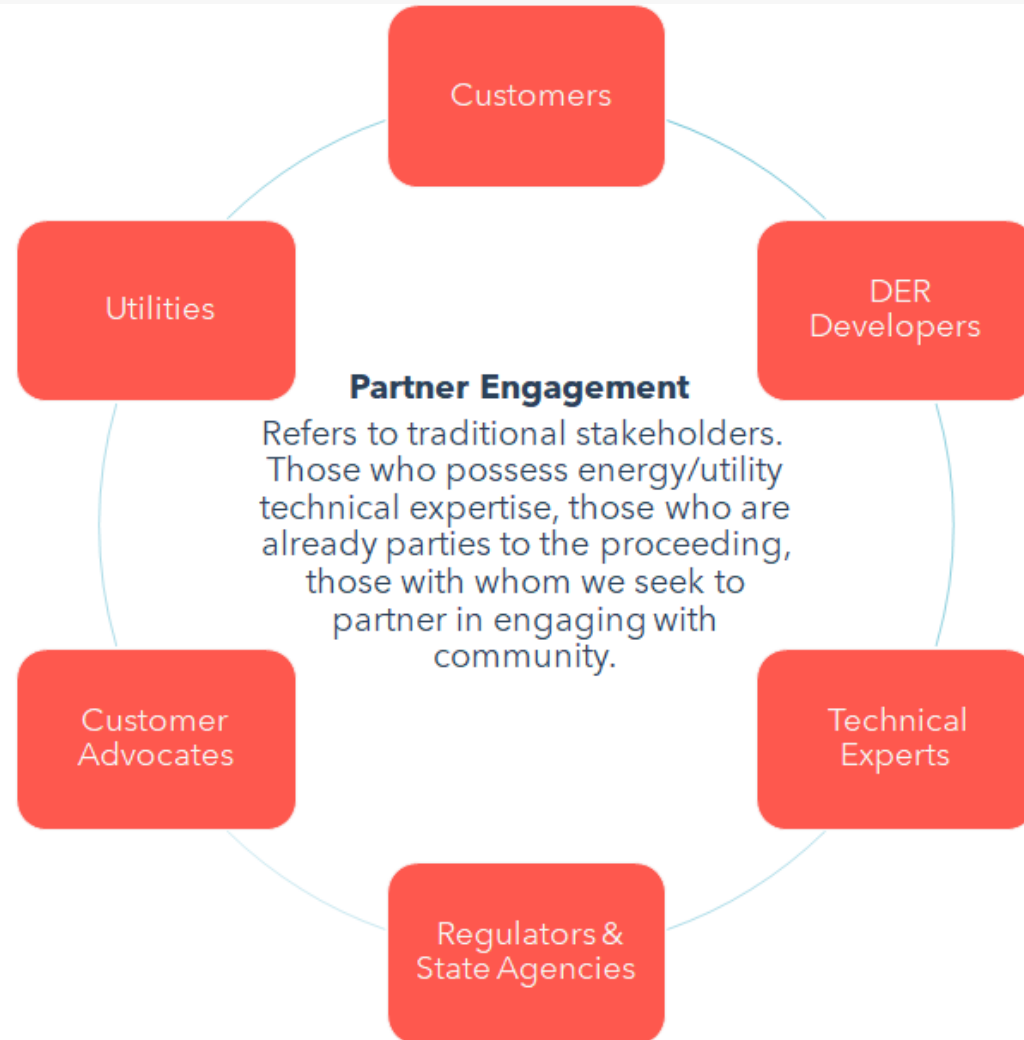 Customers
Utilities
DER
Developers
Partner Engagement
Refers to traditional stakeholders.
Those who possess energy/utility
technical expertise, those who are
already parties to the proceeding,
those with whom we seek to
partner in engaging with
community.
Customer
Advocates
Technical
Experts
Regulators &
State Agencies